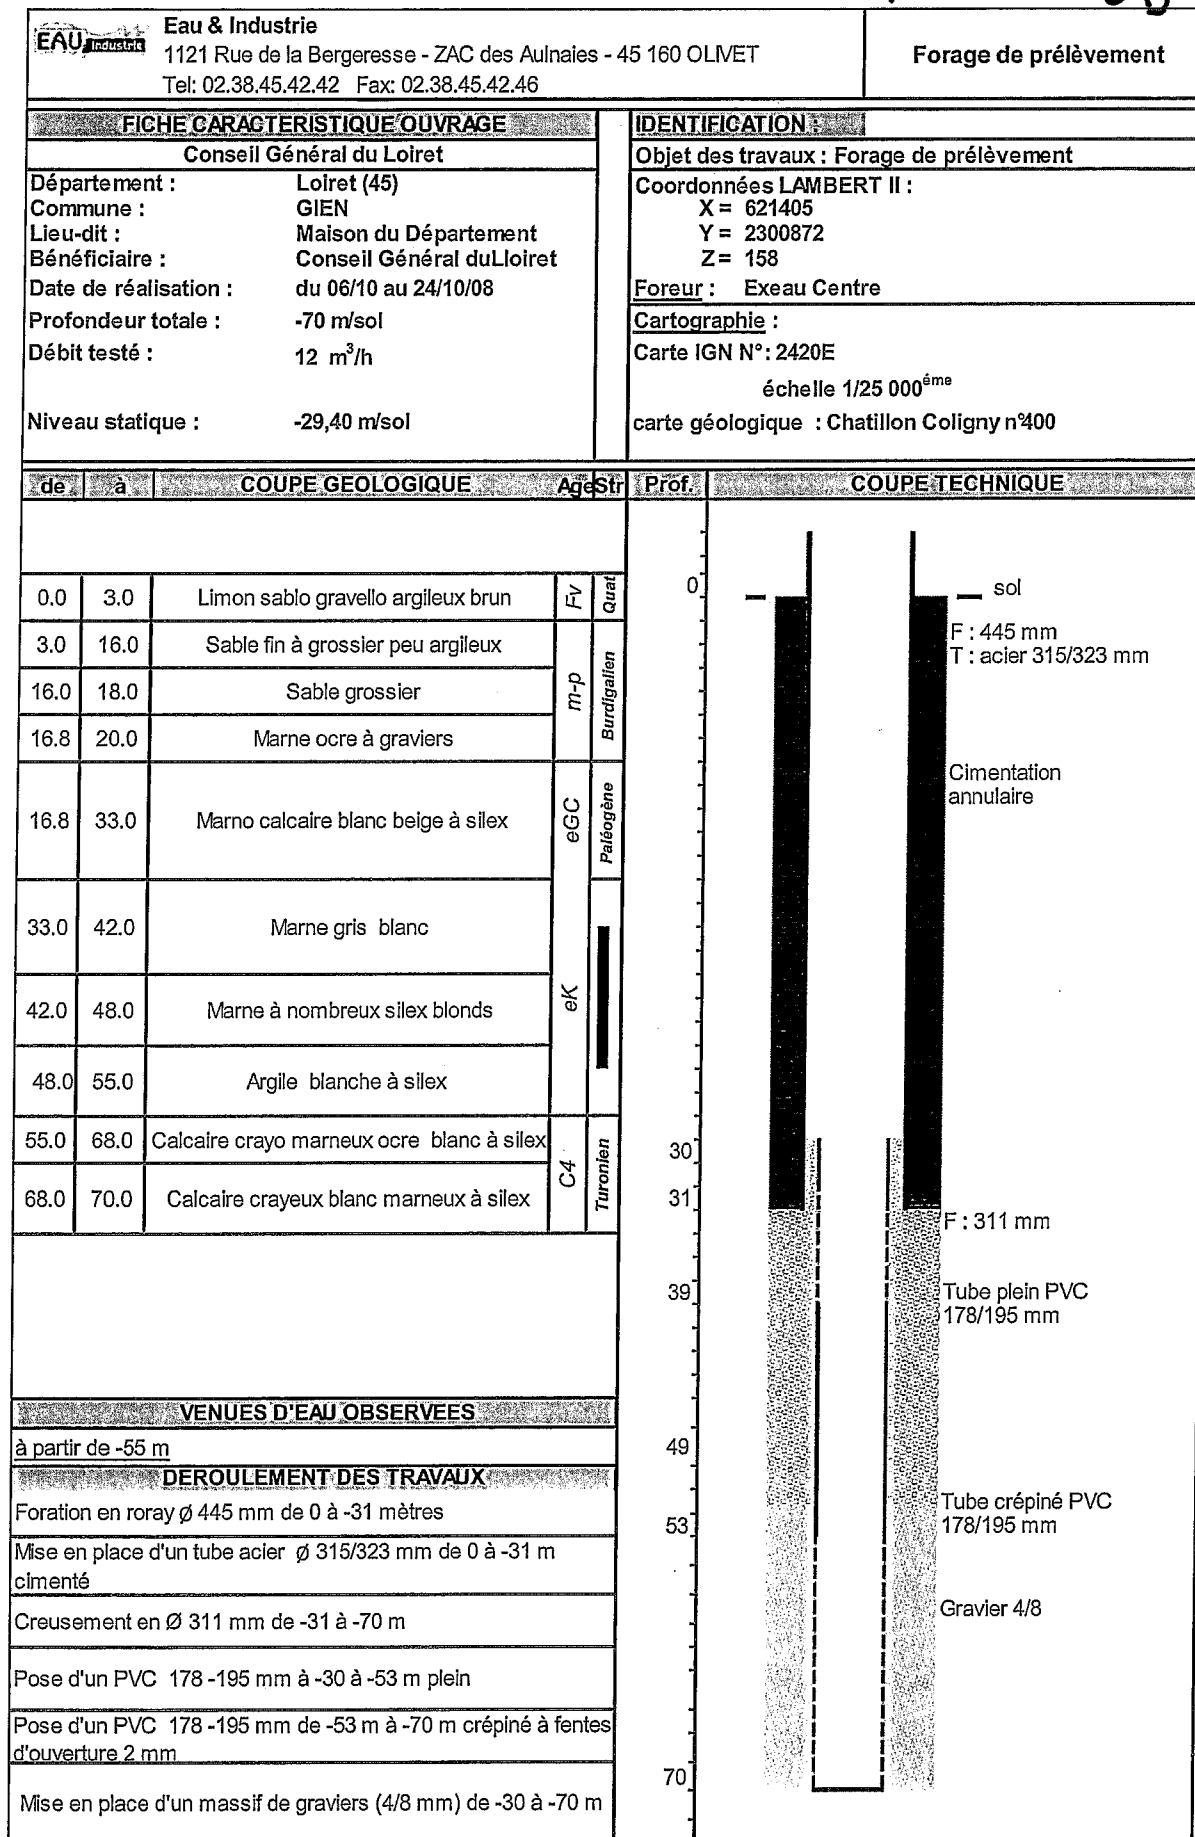 EAU Industrie
Eau & Industrie
1121 Rue de la Bergeresse - ZAC des Aulnaies - 45 160 OLIVET
Tel: 02.38.45.42.42 Fax: 02.38.45.42.46
Forage de prélèvement
FICHE CARACTERISTIQUE OUVRAGE
Conseil Général du Loiret
Département : Loiret (45)
Commune : GIEN
Lieu-dit : Maison du Département
Bénéficiaire : Conseil Général duLloiret
Date de réalisation : du 06/10 au 24/10/08
Profondeur totale : -70 m/sol
Débit testé : 12 m³/h
Niveau statique : -29,40 m/sol
IDENTIFICATION :
Objet des travaux : Forage de prélèvement
Coordonnées LAMBERT II :
X = 621405
Y = 2300872
Z = 158
Foreur : Exeau Centre
Cartographie :
Carte IGN N° : 2420E
échelle 1/25 000ème
carte géologique : Chatillon Coligny n°400
de à COUPE GEOLOGIQUE Age Str
0.0 3.0 Limon sablo gravello argileux brun Fv Quat
3.0 16.0 Sable fin à grossier peu argileux
16.0 18.0 Sable grossier m-p Burdigalien
16.8 20.0 Marne ocre à graviers
16.8 33.0 Marno calcaire blanc beige à silex eGC Paléogène
33.0 42.0 Marne gris blanc
42.0 48.0 Marne à nombreux silex blonds eK
48.0 55.0 Argile blanche à silex
55.0 68.0 Calcaire crayo marneux ocre blanc à silex
68.0 70.0 Calcaire crayeux blanc marneux à silex C4 Turonien
VENUES D'EAU OBSERVEES
à partir de -55 m
DEROULEMENT DES TRAVAUX
Foration en roray ø 445 mm de 0 à -31 mètres
Mise en place d'un tube acier ø 315/323 mm de 0 à -31 m
cimenté
Creusement en Ø 311 mm de -31 à -70 m
Pose d'un PVC 178 -195 mm à -30 à -53 m plein
Pose d'un PVC 178 -195 mm de -53 m à -70 m crépiné à fentes
d'ouverture 2 mm
Mise en place d'un massif de graviers (4/8 mm) de -30 à -70 m
Prof. COUPE TECHNIQUE
0
sol
F : 445 mm
T : acier 315/323 mm
Cimentation
annulaire
30
31
F : 311 mm
39
Tube plein PVC
178/195 mm
49
Tube crépiné PVC
53
178/195 mm
Gravier 4/8
70